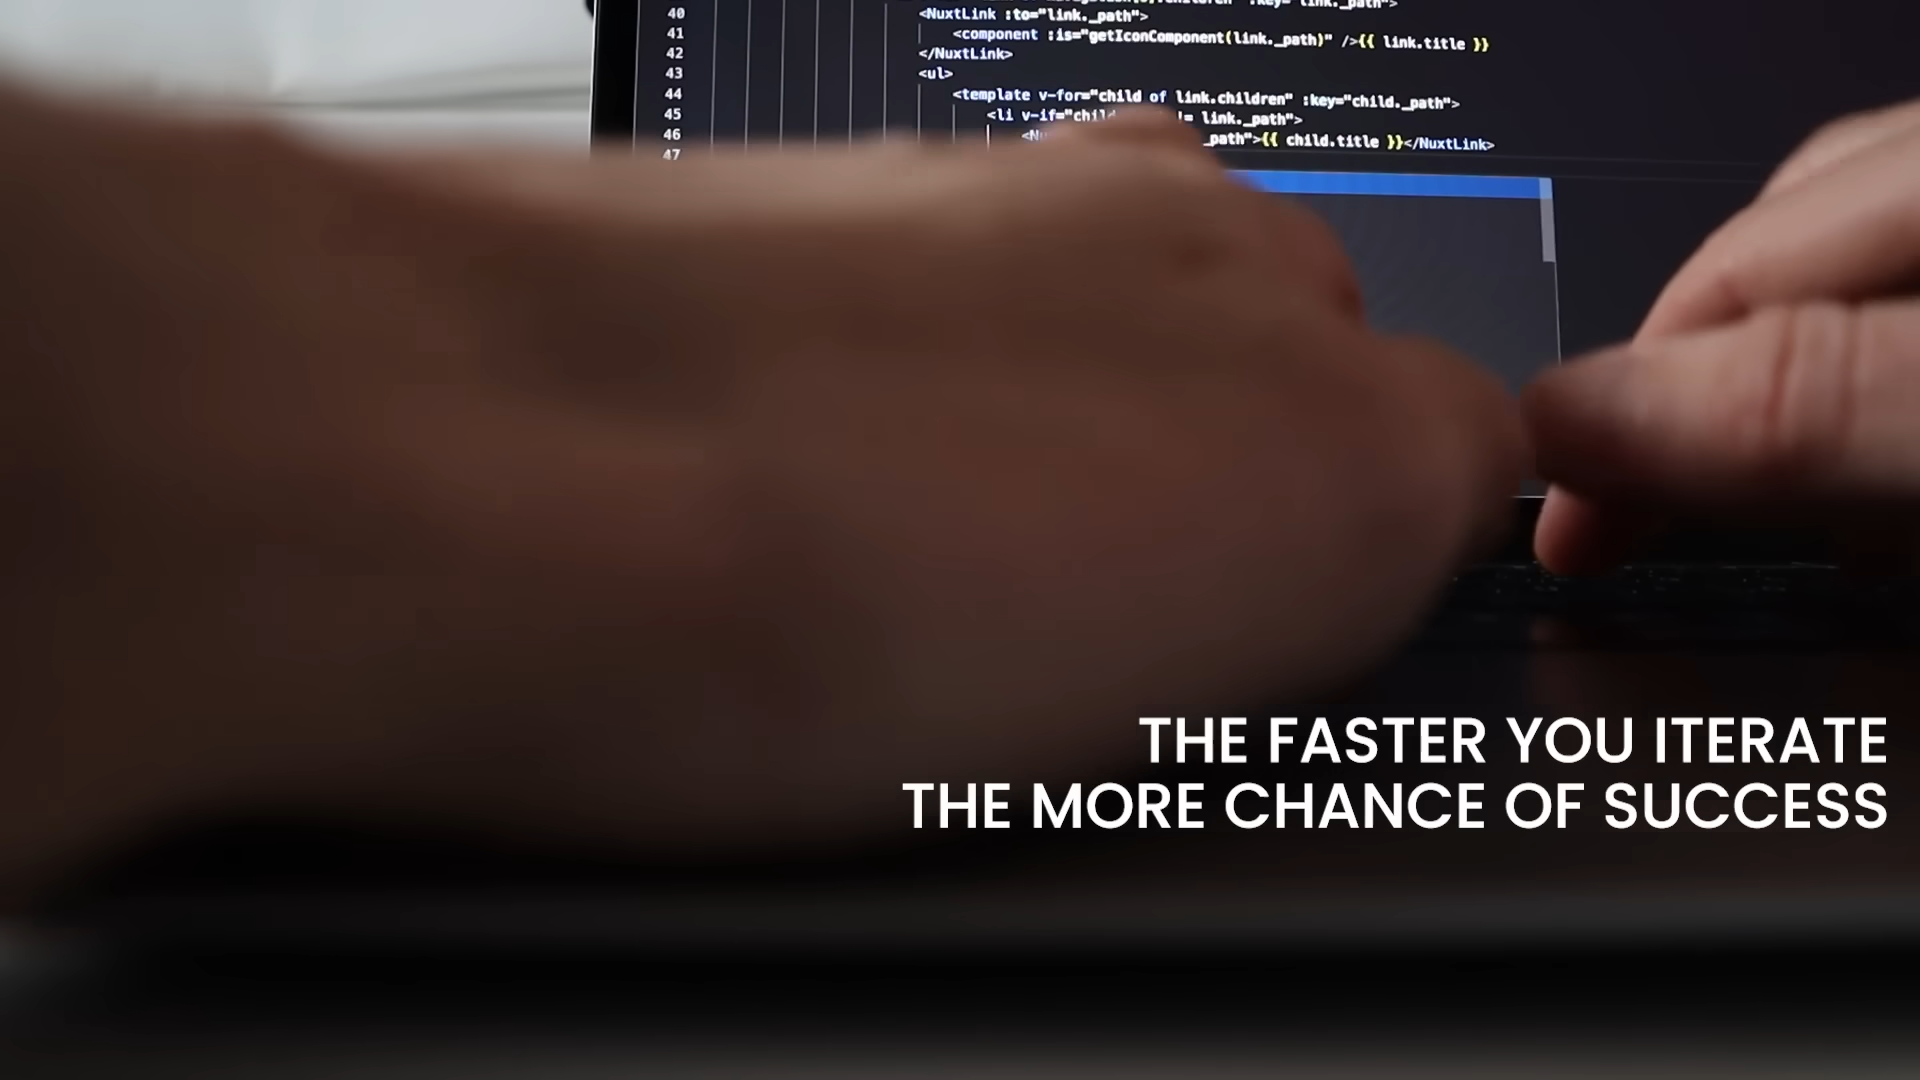 40 <NuxtLink :to="link._path">
41 <component :is="getIconComponent(link._path)" />{{ link.title }}
42 </NuxtLink>
43 <ul>
44 <template v-for="child of link.children" :key="child._path">
45 <li v-if="child != link._path">
46 _path">{{ child.title }}</NuxtLink>
47
THE FASTER YOU ITERATE
THE MORE CHANCE OF SUCCESS